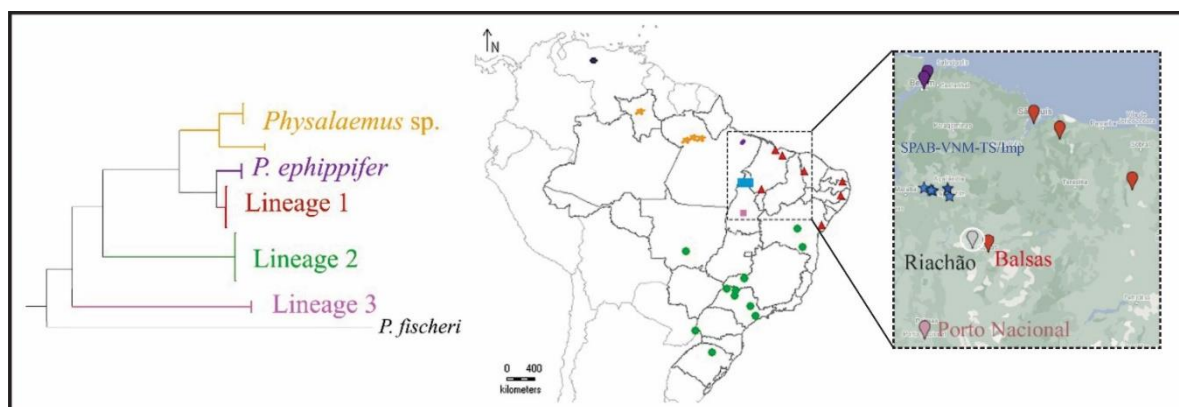 Physalaemus sp.
P. ephippifer
Lineage 1
Lineage 2
Lineage 3
P. fischeri
N
0 400
kilometers
SPAB-VNM-TS/Imp
Riachão
Balsas
Porto Nacional